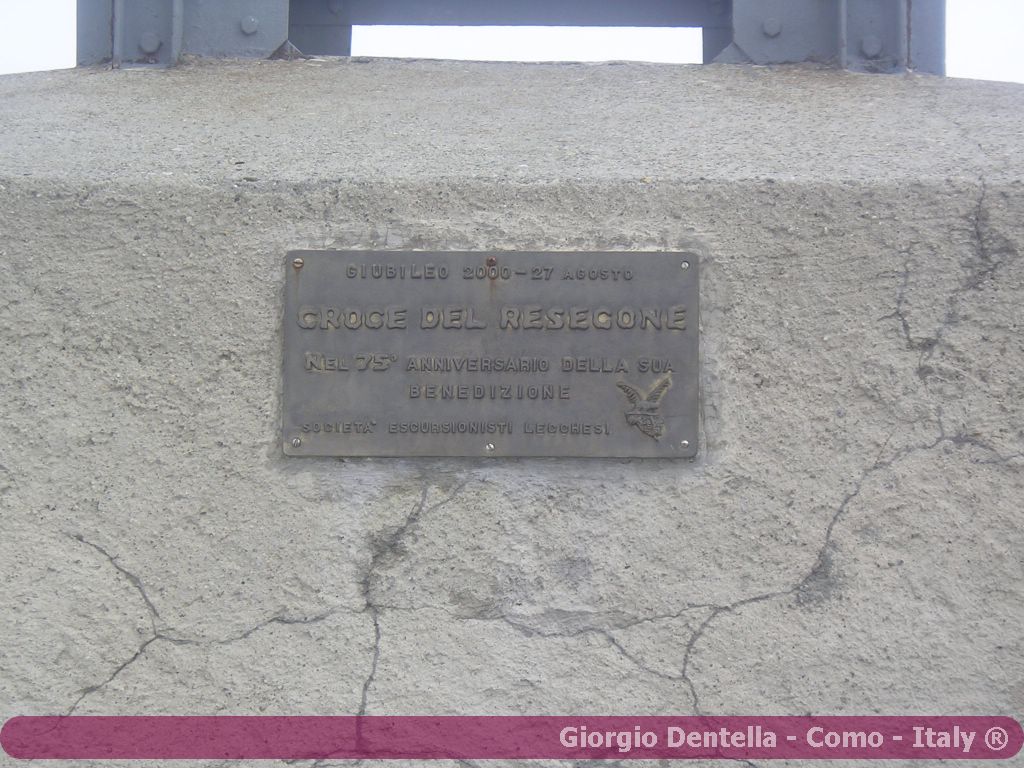 GIUBILEO 2000-27 AGOSTO
CROCE DEL RESEGONE
NEL 75° ANNIVERSARIO DELLA SUA
BENEDIZIONE
SOCIETA' ESCURSIONISTI LECCHESI
Giorgio Dentella - Como - Italy ®